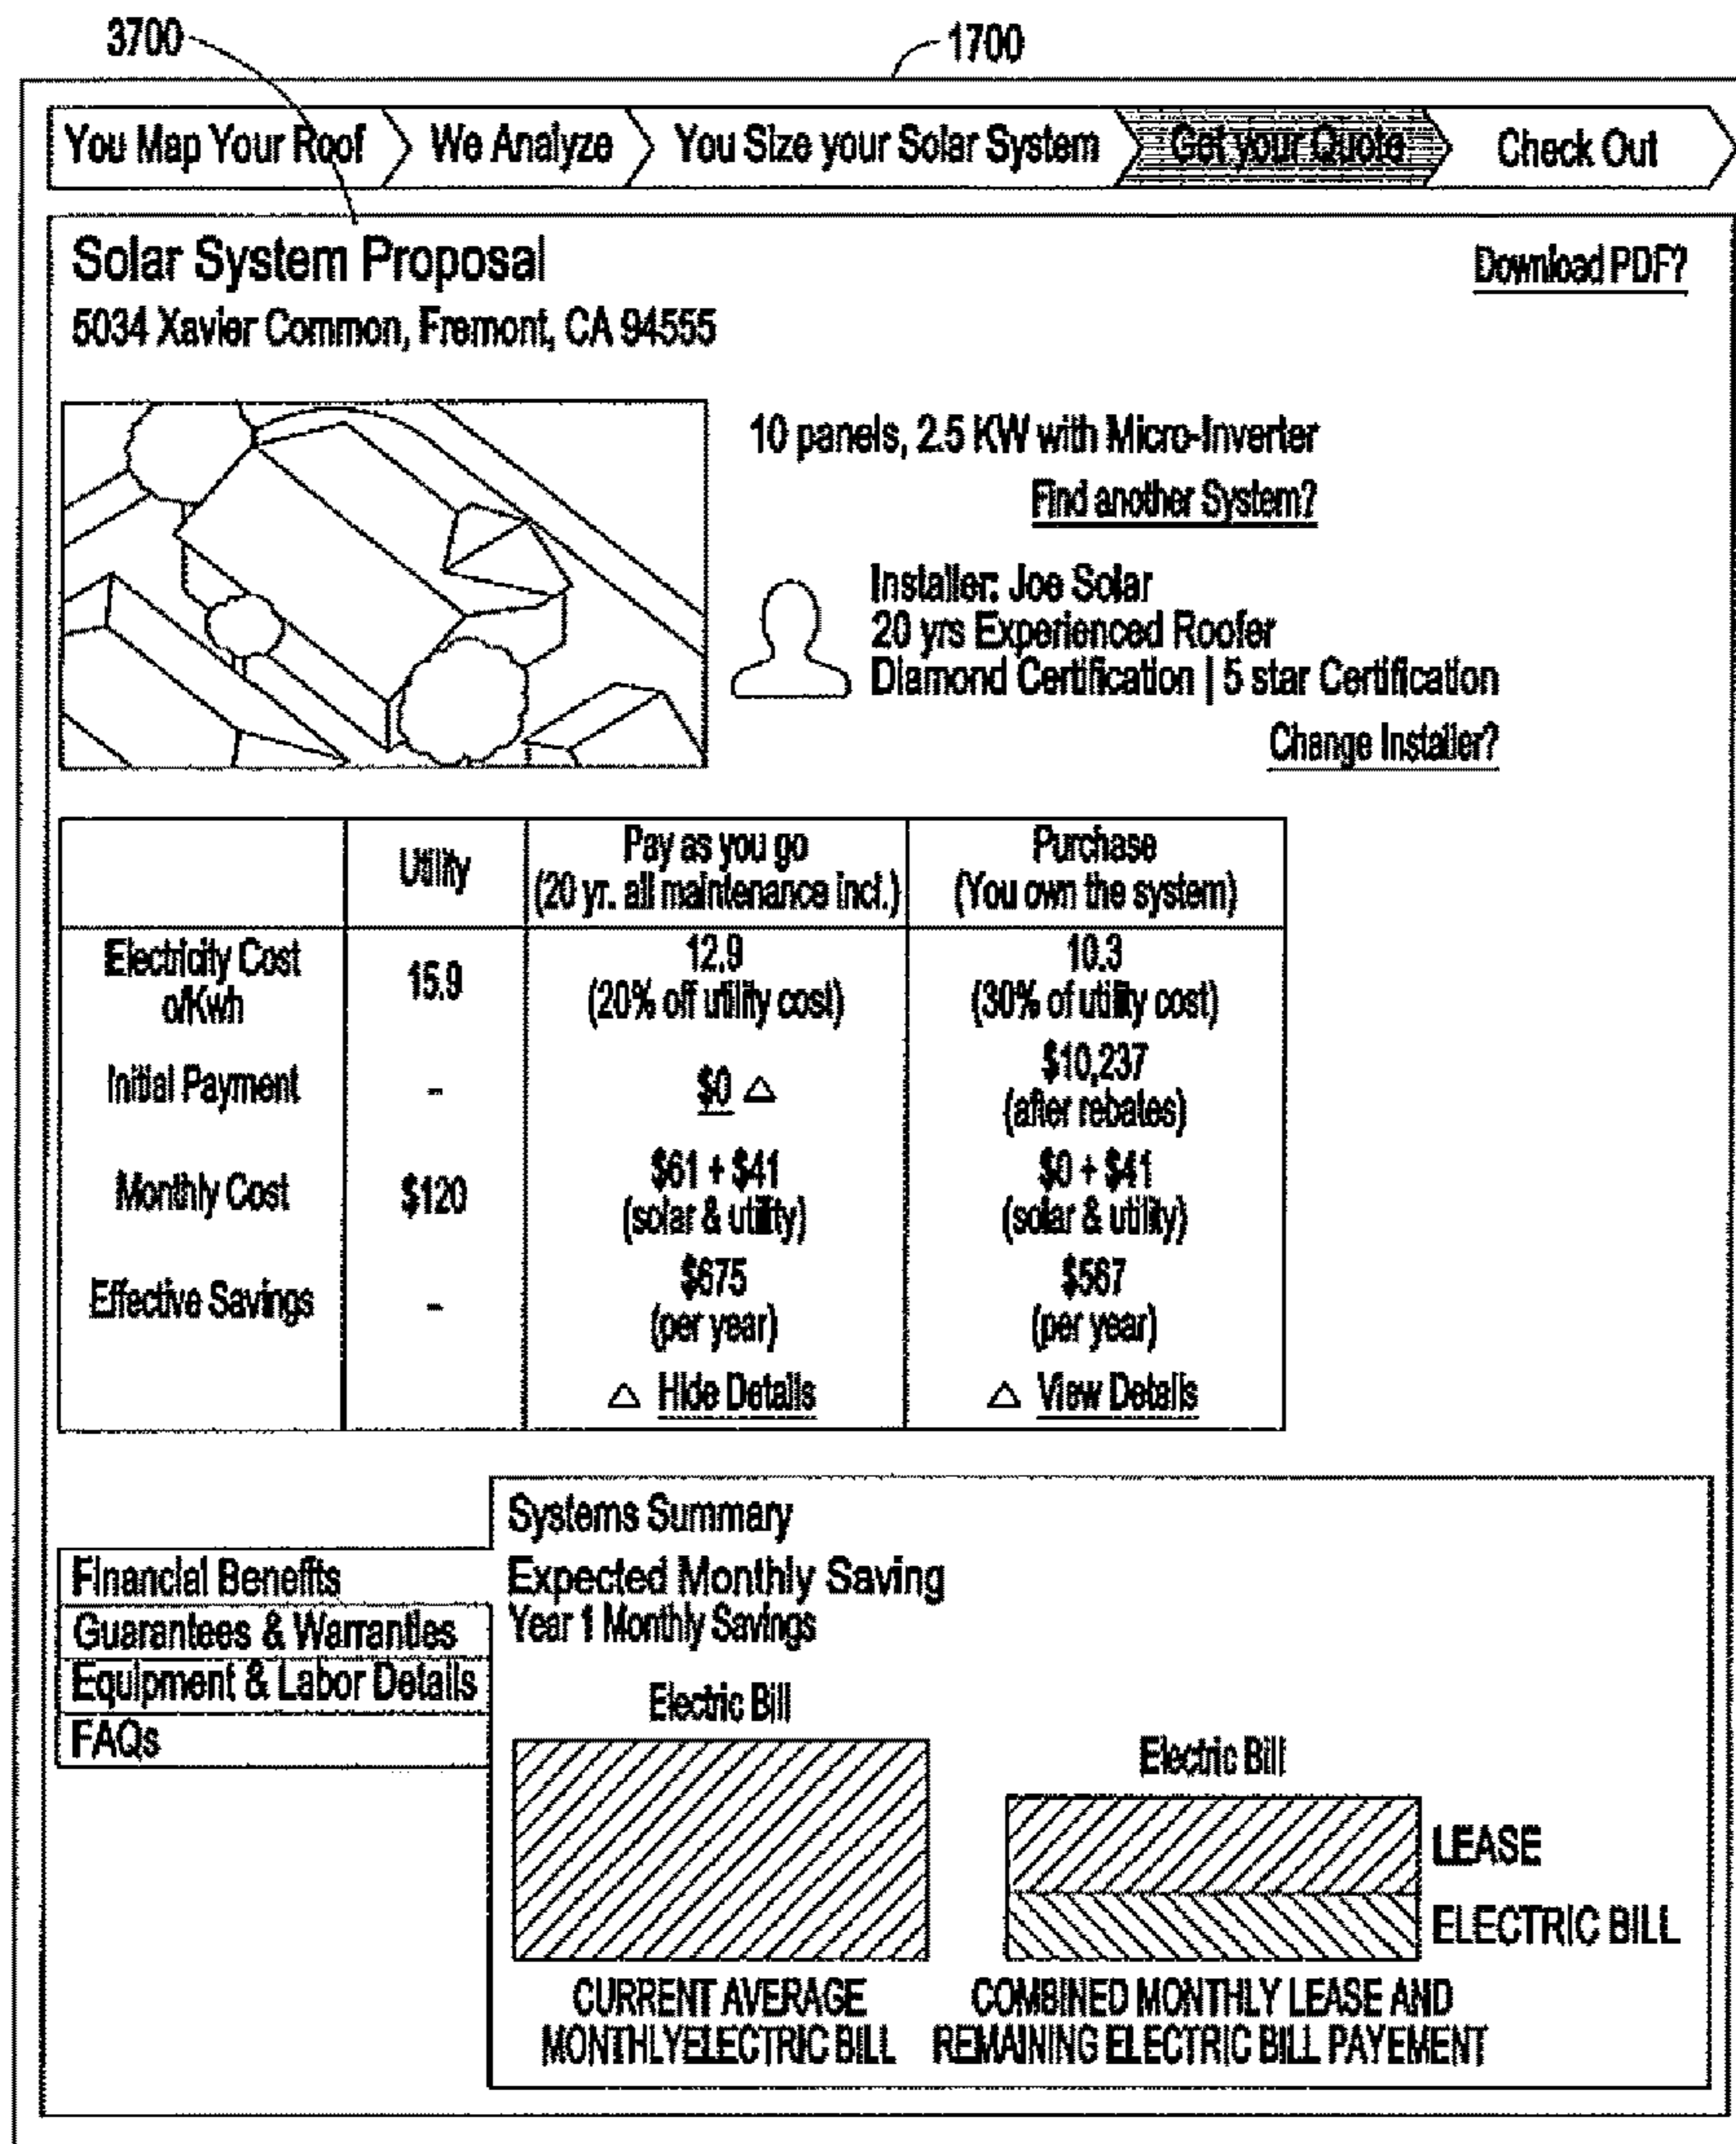 3700
1700
You Map Your Roof
We Analyze
You Size your Solar System
Get your Quote
Check Out
Solar System Proposal
Download PDF?
5034 Xavier Common, Fremont, CA 94555
10 panels, 2.5 KW with Micro-Inverter
Find another System?
Installer: Joe Solar
20 yrs Experienced Roofer
Diamond Certification | 5 star Certification
Change Installer?
Utility
Pay as you go
(20 yr. all maintenance incl.)
Purchase
(You own the system)
Electricity Cost
o/Kwh
15.9
12.9
(20% off utility cost)
10.3
(30% of utility cost)
Initial Payment
-
$0 △
$10,237
(after rebates)
Monthly Cost
$120
$61 + $41
(solar & utility)
$0 + $41
(solar & utility)
Effective Savings
-
$675
(per year)
$567
(per year)
△ Hide Details
△ View Details
Financial Benefits
Guarantees & Warranties
Equipment & Labor Details
FAQs
Systems Summary
Expected Monthly Saving
Year 1 Monthly Savings
Electric Bill
Electric Bill
LEASE
ELECTRIC BILL
CURRENT AVERAGE
MONTHLYELECTRIC BILL
COMBINED MONTHLY LEASE AND
REMAINING ELECTRIC BILL PAYEMENT